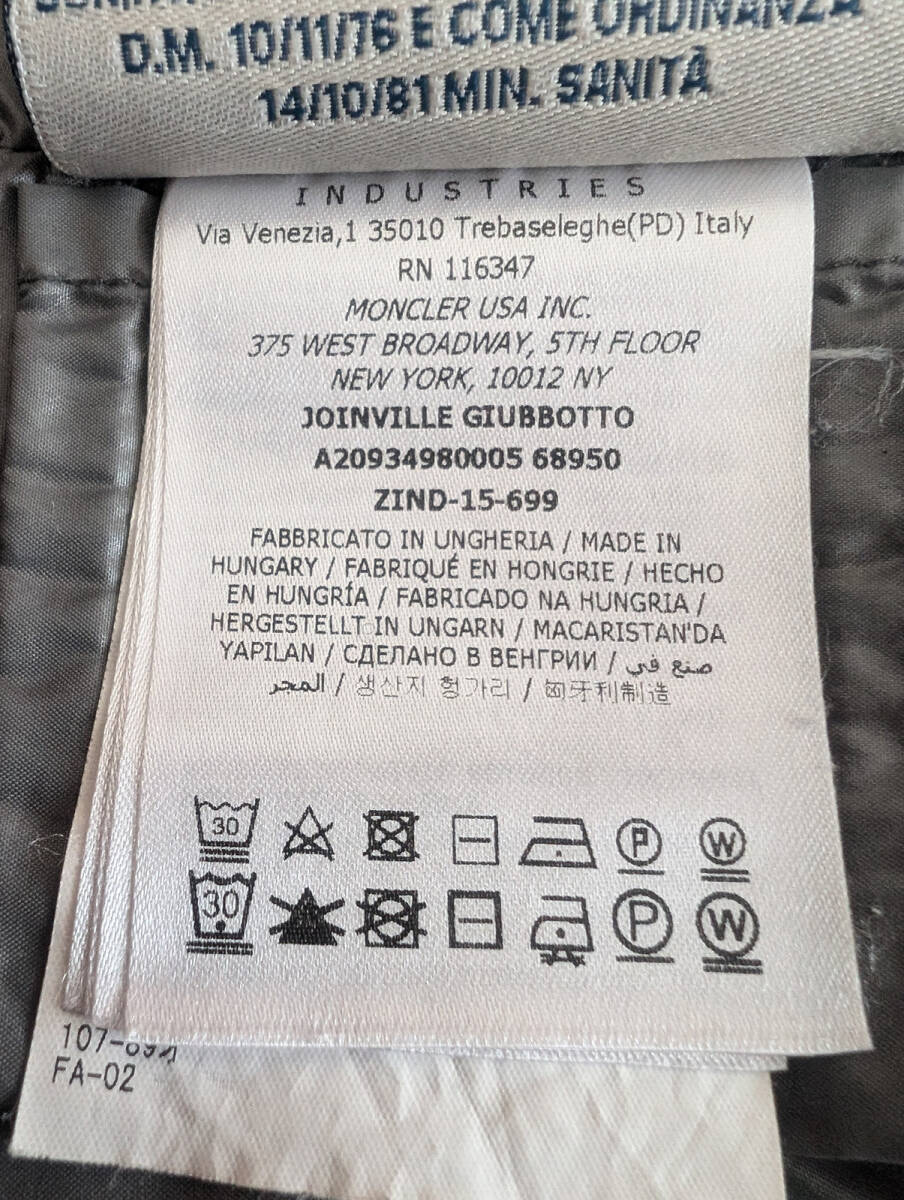 D.M. 10/11/76 E COME ORDINANZA
14/10/81 MIN. SANITÀ
INDUSTRIES
Via Venezia,1 35010 Trebaseleghe(PD) Italy
RN 116347
MONCLER USA INC.
375 WEST BROADWAY, 5TH FLOOR
NEW YORK, 10012 NY
JOINVILLE GIUBBOTTO
A20934980005 68950
ZIND-15-699
FABBRICATO IN UNGHERIA / MADE IN
HUNGARY / FABRIQUÉ EN HONGRIE / HECHO
EN HUNGRÍA / FABRICADO NA HUNGRIA /
HERGESTELLT IN UNGARN / MACARISTAN'DA
YAPILAN / СДЕЛАНО В ВЕНГРИИ / صنع في
المجر / 생산지 헝가리 / 匈牙利制造
30 P W
30 P W
FA-02